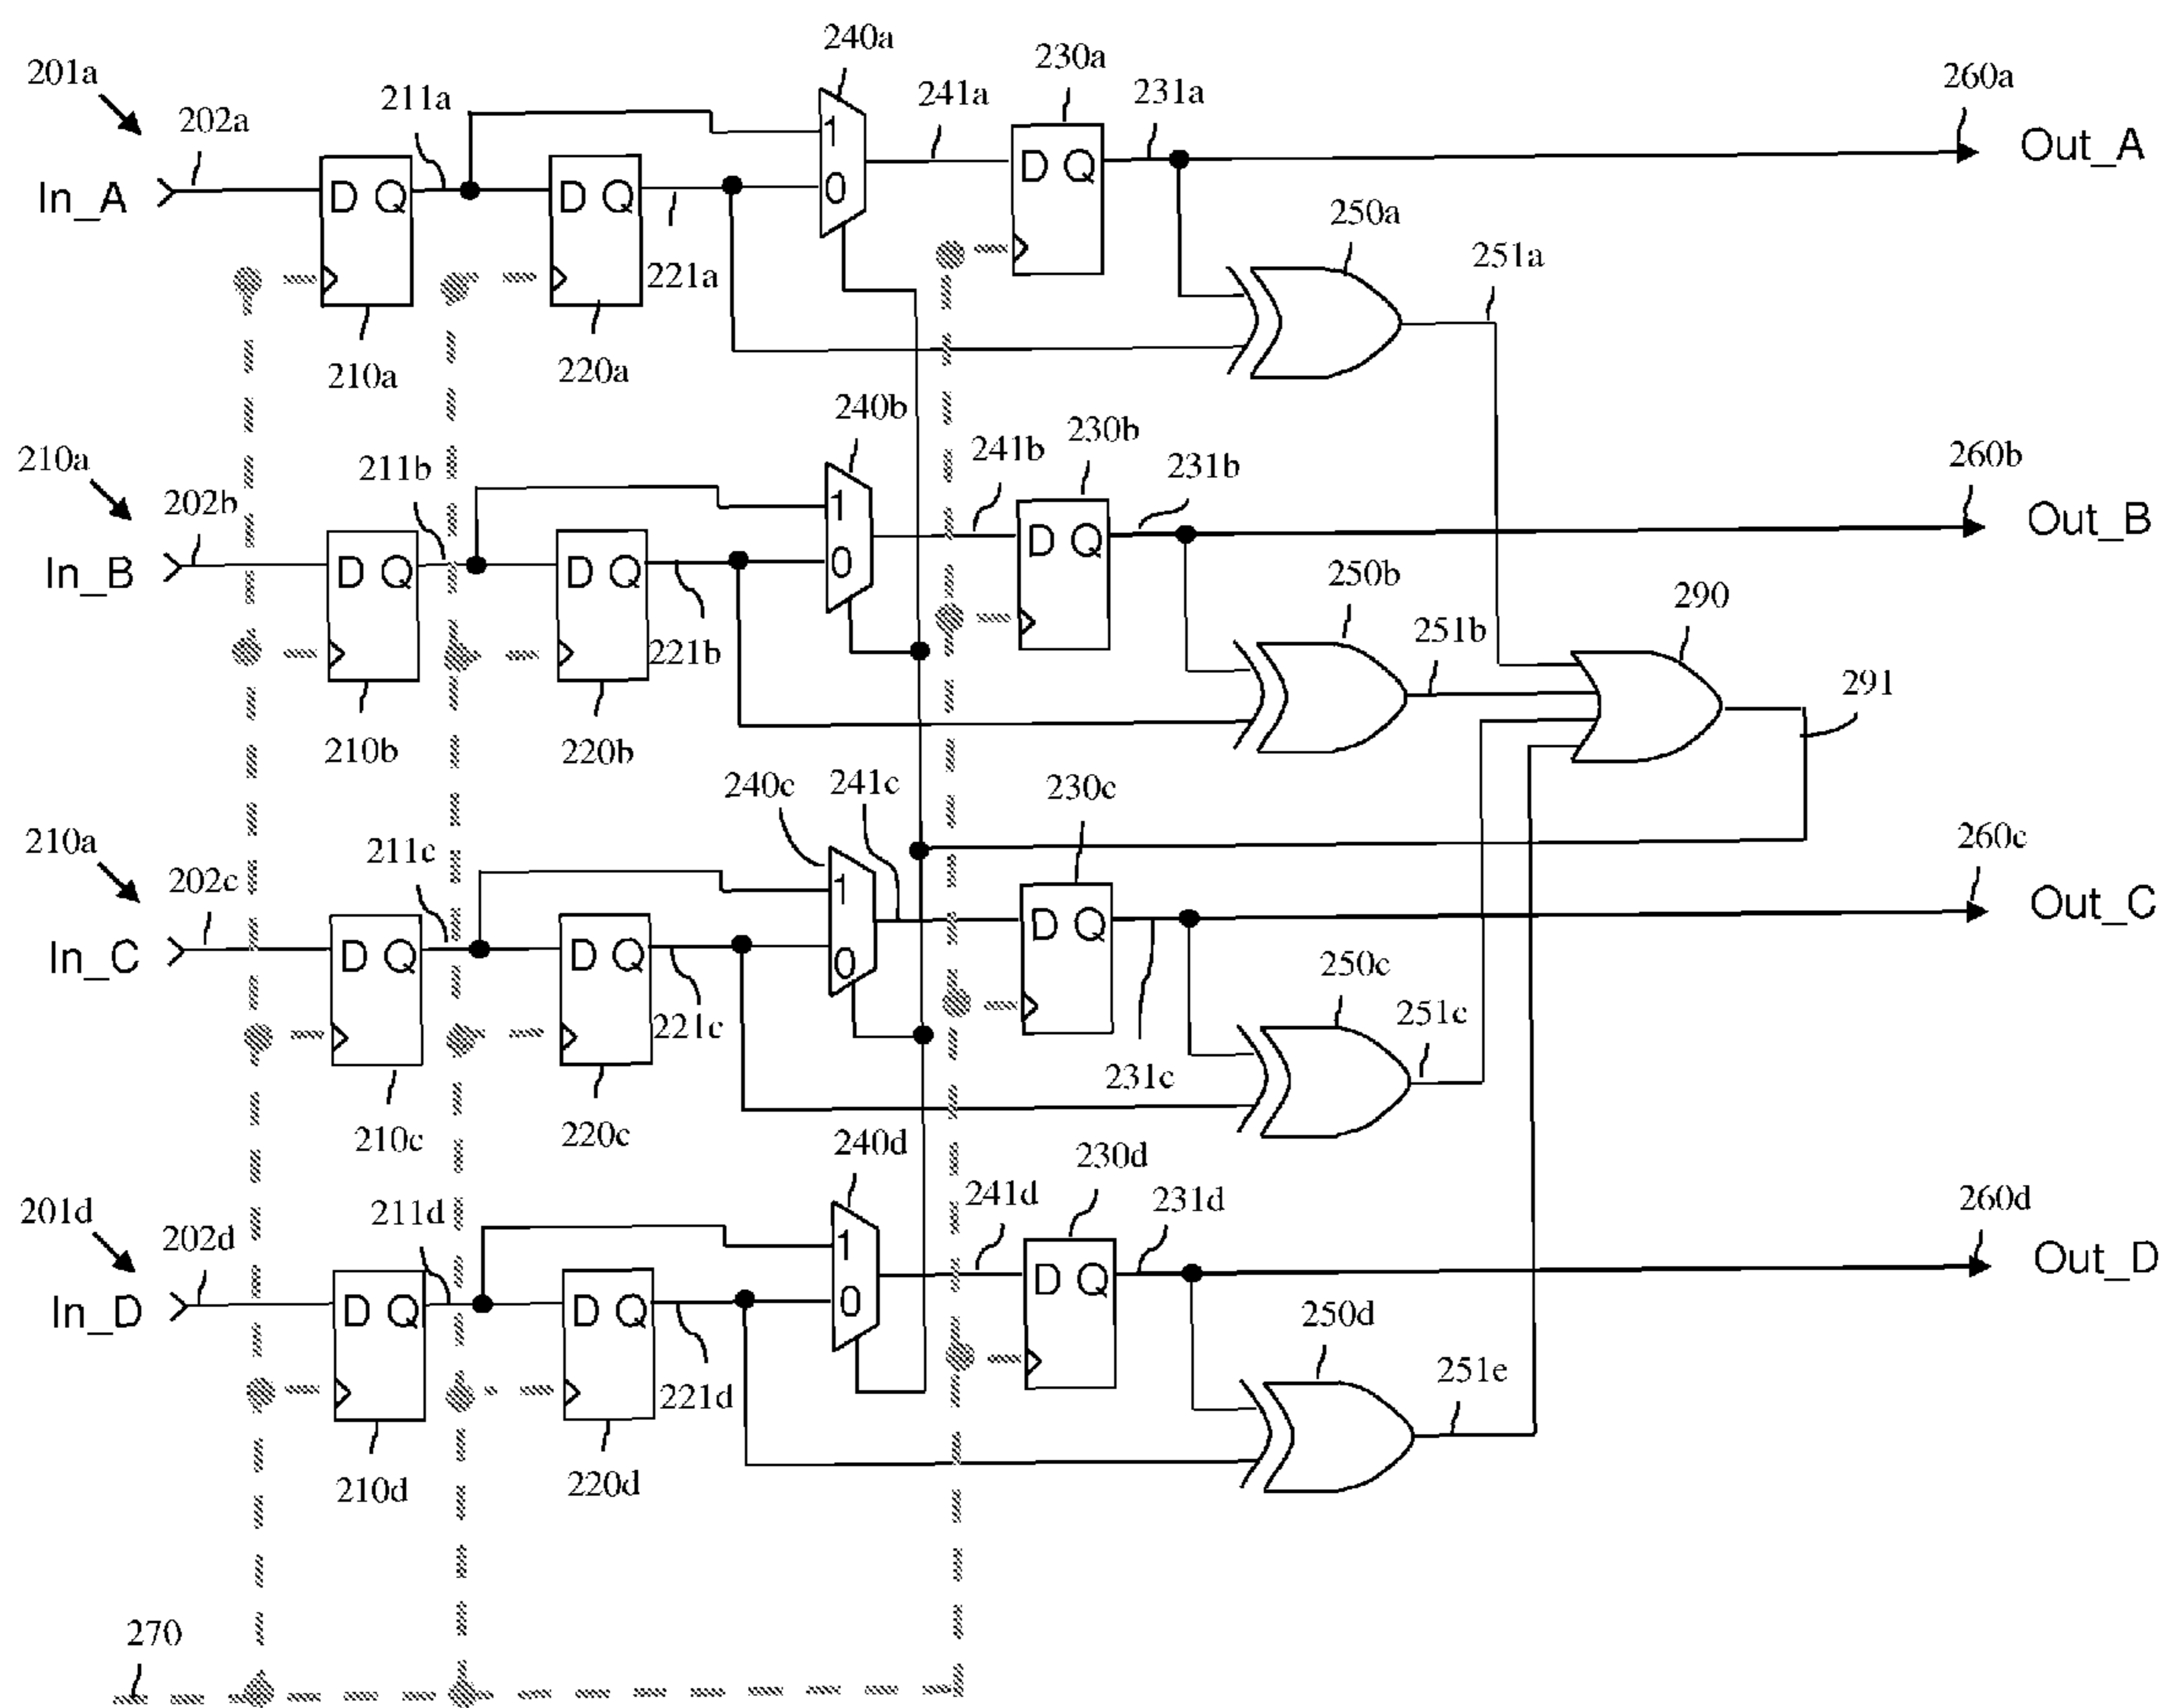 240a
201a
230a
260a
211a
241a
231a
202a
Out_A
1
In_A
D Q
D Q
0
D Q
250a
251a
221a
210a
220a
240b
230b
210a
211b
241b
231b
260b
202b
1
Out_B
In_B
D Q
D Q
0
D Q
250b
290
251b
221b
291
210b
220b
240c
241c
230c
210a
211c
260c
202c
1
Out_C
In_C
D Q
D Q
0
D Q
250c
251c
221c
231c
210c
220c
240d
230d
201d
211d
241d
231d
260d
202d
1
Out_D
In_D
D Q
D Q
0
D Q
250d
251e
221d
210d
220d
270